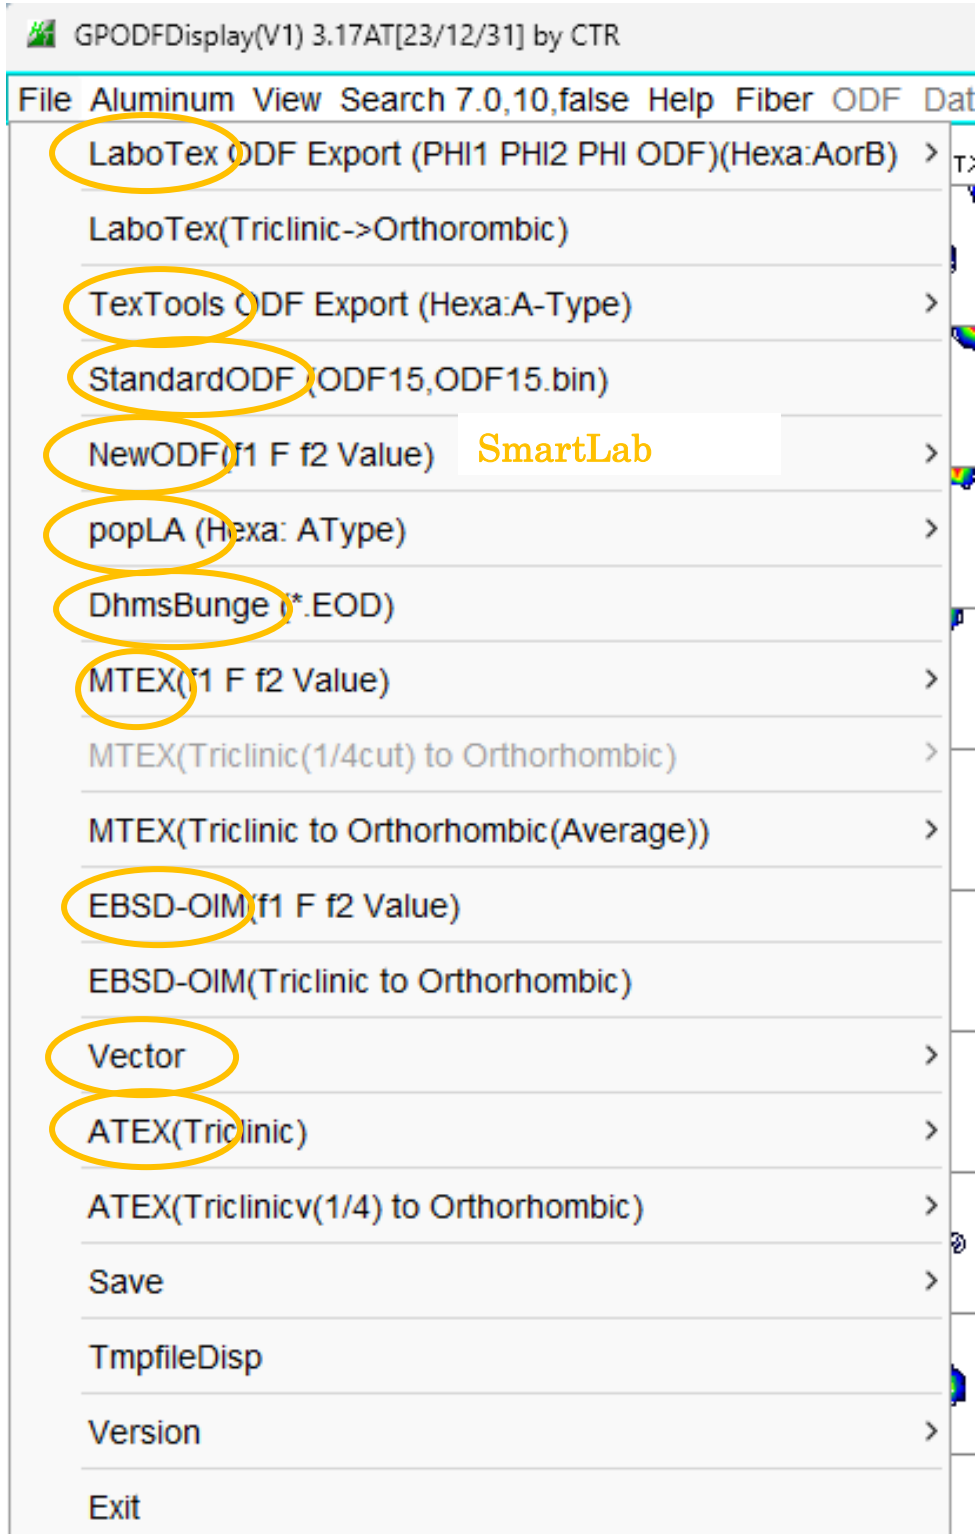 GPODFDisplay(V1) 3.17AT[23/12/31] by CTR
File Aluminum View Search 7.0,10,false Help Fiber ODF Dat
LaboTex ODF Export (PHI1 PHI2 PHI ODF)(Hexa:AorB)
LaboTex(Triclinic->Orthorombic)
TexTools ODF Export (Hexa:A-Type)
StandardODF (ODF15,ODF15.bin)
NewODF(f1 F f2 Value) SmartLab
popLA (Hexa: AType)
DhmsBunge (*.EOD)
MTEX(f1 F f2 Value)
MTEX(Triclinic(1/4cut) to Orthorhombic)
MTEX(Triclinic to Orthorhombic(Average))
EBSD-OIM(f1 F f2 Value)
EBSD-OIM(Triclinic to Orthorhombic)
Vector
ATEX(Triclinic)
ATEX(Triclinicv(1/4) to Orthorhombic)
Save
TmpfileDisp
Version
Exit